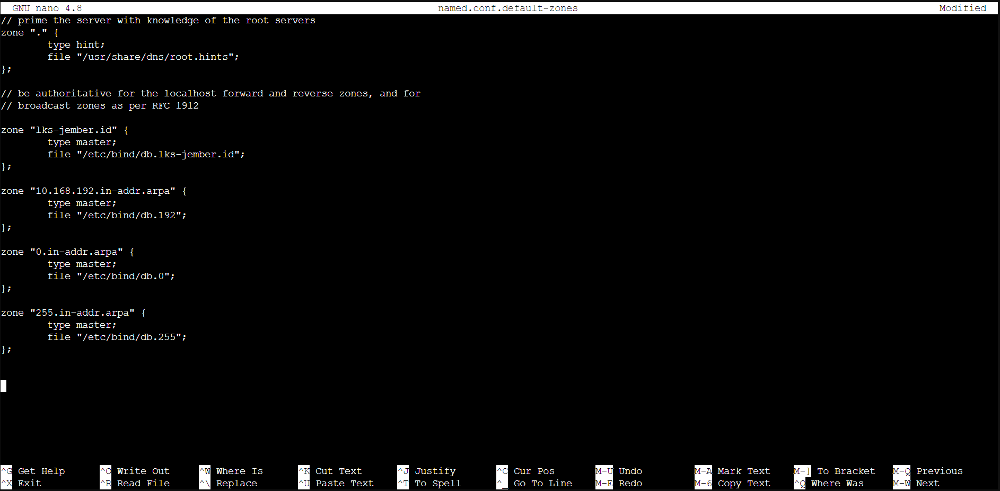 GNU nano 4.8 named.conf.default-zones Modified
// prime the server with knowledge of the root servers
zone "." {
        type hint;
        file "/usr/share/dns/root.hints";
};

// be authoritative for the localhost forward and reverse zones, and for
// broadcast zones as per RFC 1912

zone "lks-jember.id" {
        type master;
        file "/etc/bind/db.lks-jember.id";
};

zone "10.168.192.in-addr.arpa" {
        type master;
        file "/etc/bind/db.192";
};

zone "0.in-addr.arpa" {
        type master;
        file "/etc/bind/db.0";
};

zone "255.in-addr.arpa" {
        type master;
        file "/etc/bind/db.255";
};

^G Get Help ^O Write Out ^W Where Is ^K Cut Text ^J Justify ^C Cur Pos M-U Undo M-A Mark Text M-] To Bracket M-Q Previous
^X Exit ^R Read File ^\ Replace ^U Paste Text ^T To Spell ^_ Go To Line M-E Redo M-6 Copy Text ^Q Where Was M-W Next